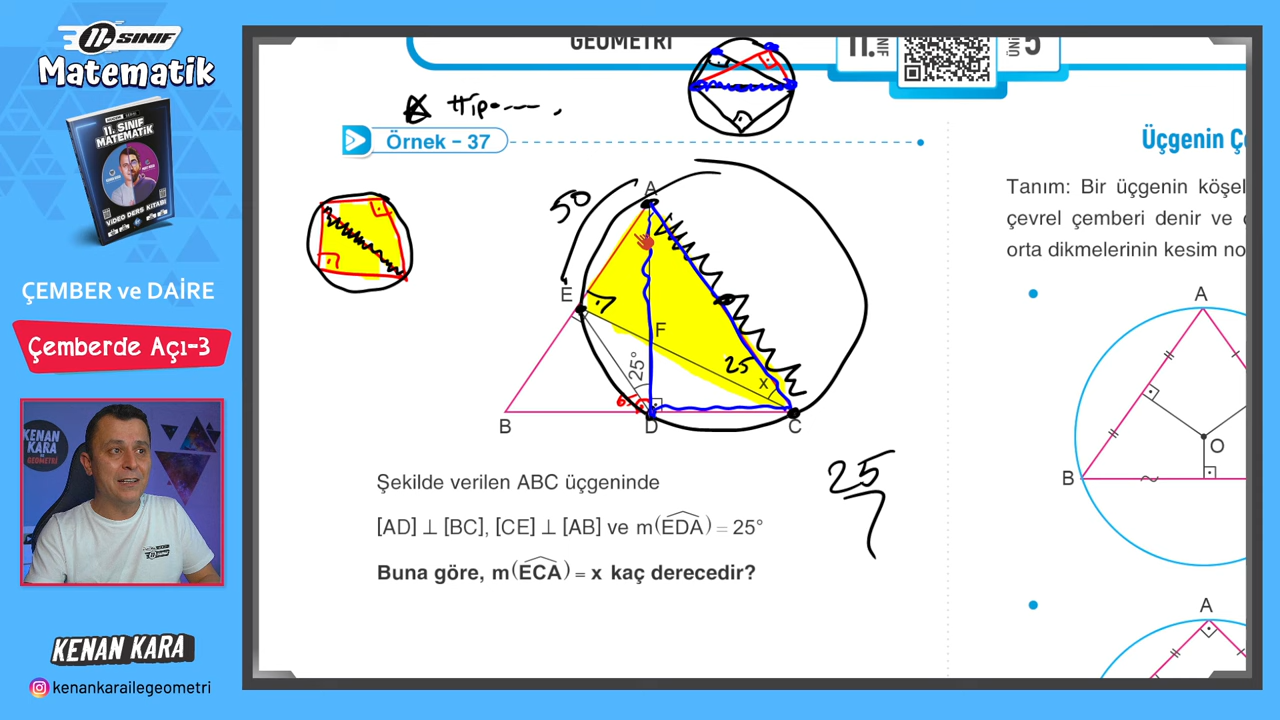 11. SINIF
Matematik
11. SINIF
MATEMATİK
VİDEO DERS KİTABI
ÇEMBER ve DAİRE
Çemberde Açı-3
KENAN
KARA
ile
GEOMETRİ
KENAN KARA
kenankarailegeometri
GEOMETRİ
11.
5
Hip
Örnek – 37
50
A
E
F
25°
25
x
B
D
C
Şekilde verilen ABC üçgeninde
[AD] ⊥ [BC], [CE] ⊥ [AB] ve m(EDA) = 25°
Buna göre, m(ECA) = x kaç derecedir?
25
Üçgenin Ç
Tanım: Bir üçgenin köşel
çevrel çemberi denir ve
orta dikmelerinin kesim no
A
O
B
A